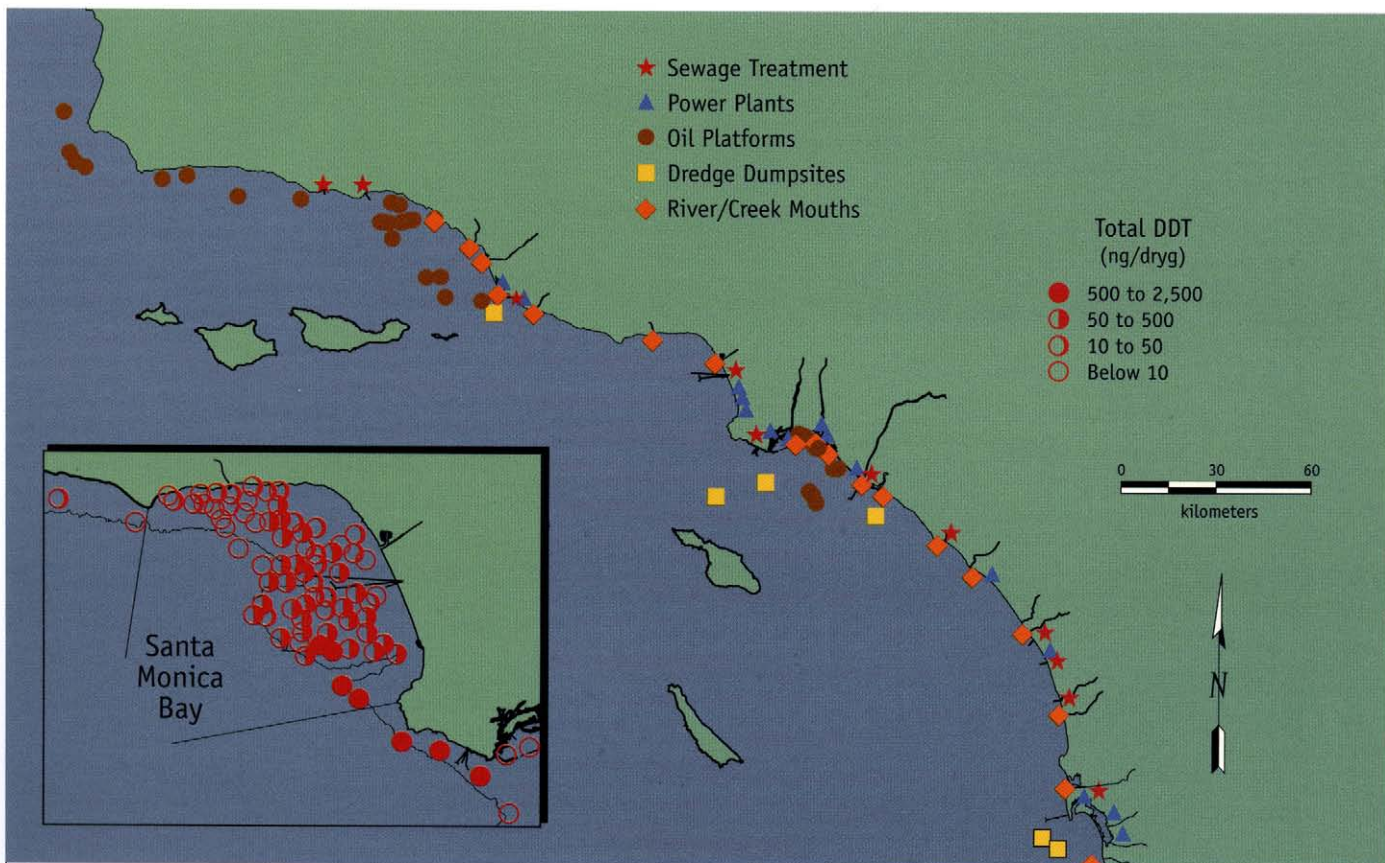 Sewage Treatment
Power Plants
Oil Platforms
Dredge Dumpsites
River/Creek Mouths
Total DDT
(ng/dryg)
500 to 2,500
50 to 500
10 to 50
Below 10
0 30 60
kilometers
N
Santa
Monica
Bay